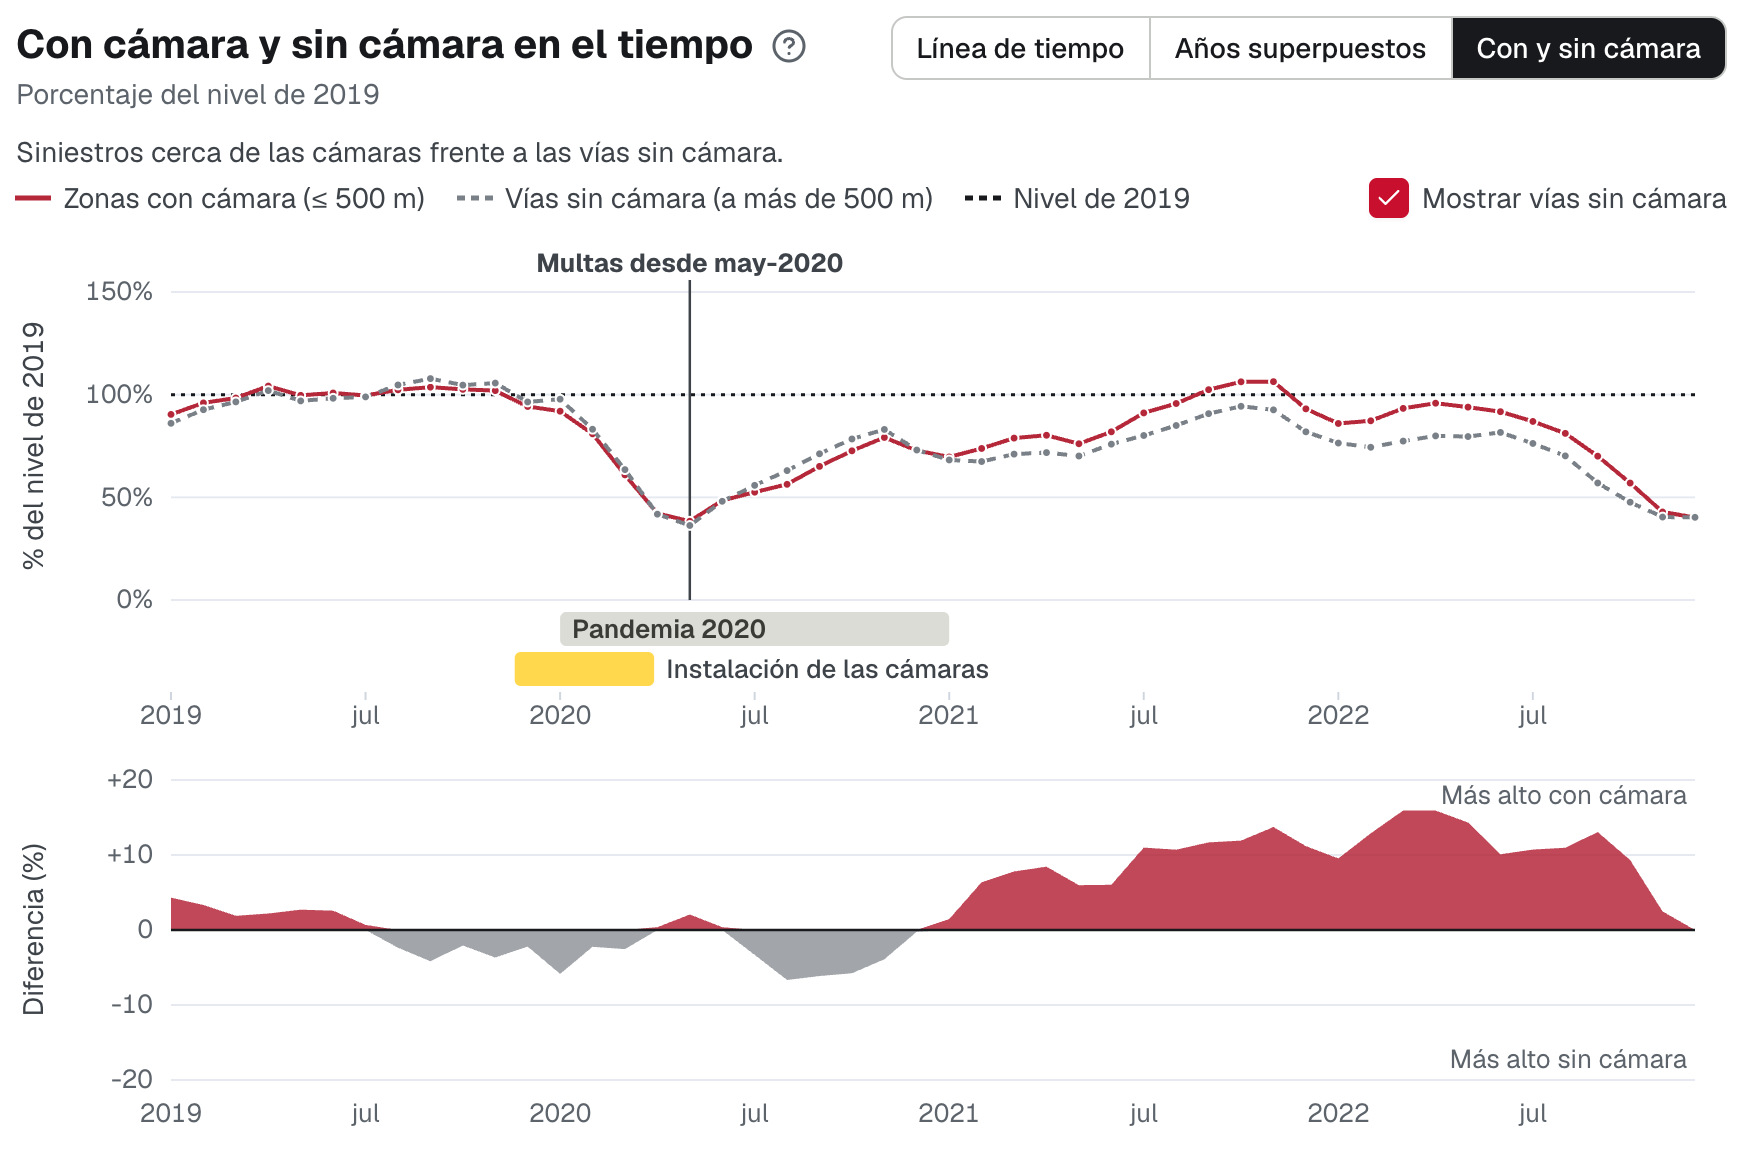 Con cámara y sin cámara en el tiempo
?
Línea de tiempo
Años superpuestos
Con y sin cámara
Porcentaje del nivel de 2019
Siniestros cerca de las cámaras frente a las vías sin cámara.
Zonas con cámara (≤ 500 m)
Vías sin cámara (a más de 500 m)
Nivel de 2019
Mostrar vías sin cámara
Multas desde may-2020
% del nivel de 2019
150%
100%
50%
0%
Pandemia 2020
Instalación de las cámaras
2019 jul 2020 jul 2021 jul 2022 jul
Diferencia (%)
+20
Más alto con cámara
+10
0
-10
Más alto sin cámara
-20
2019 jul 2020 jul 2021 jul 2022 jul